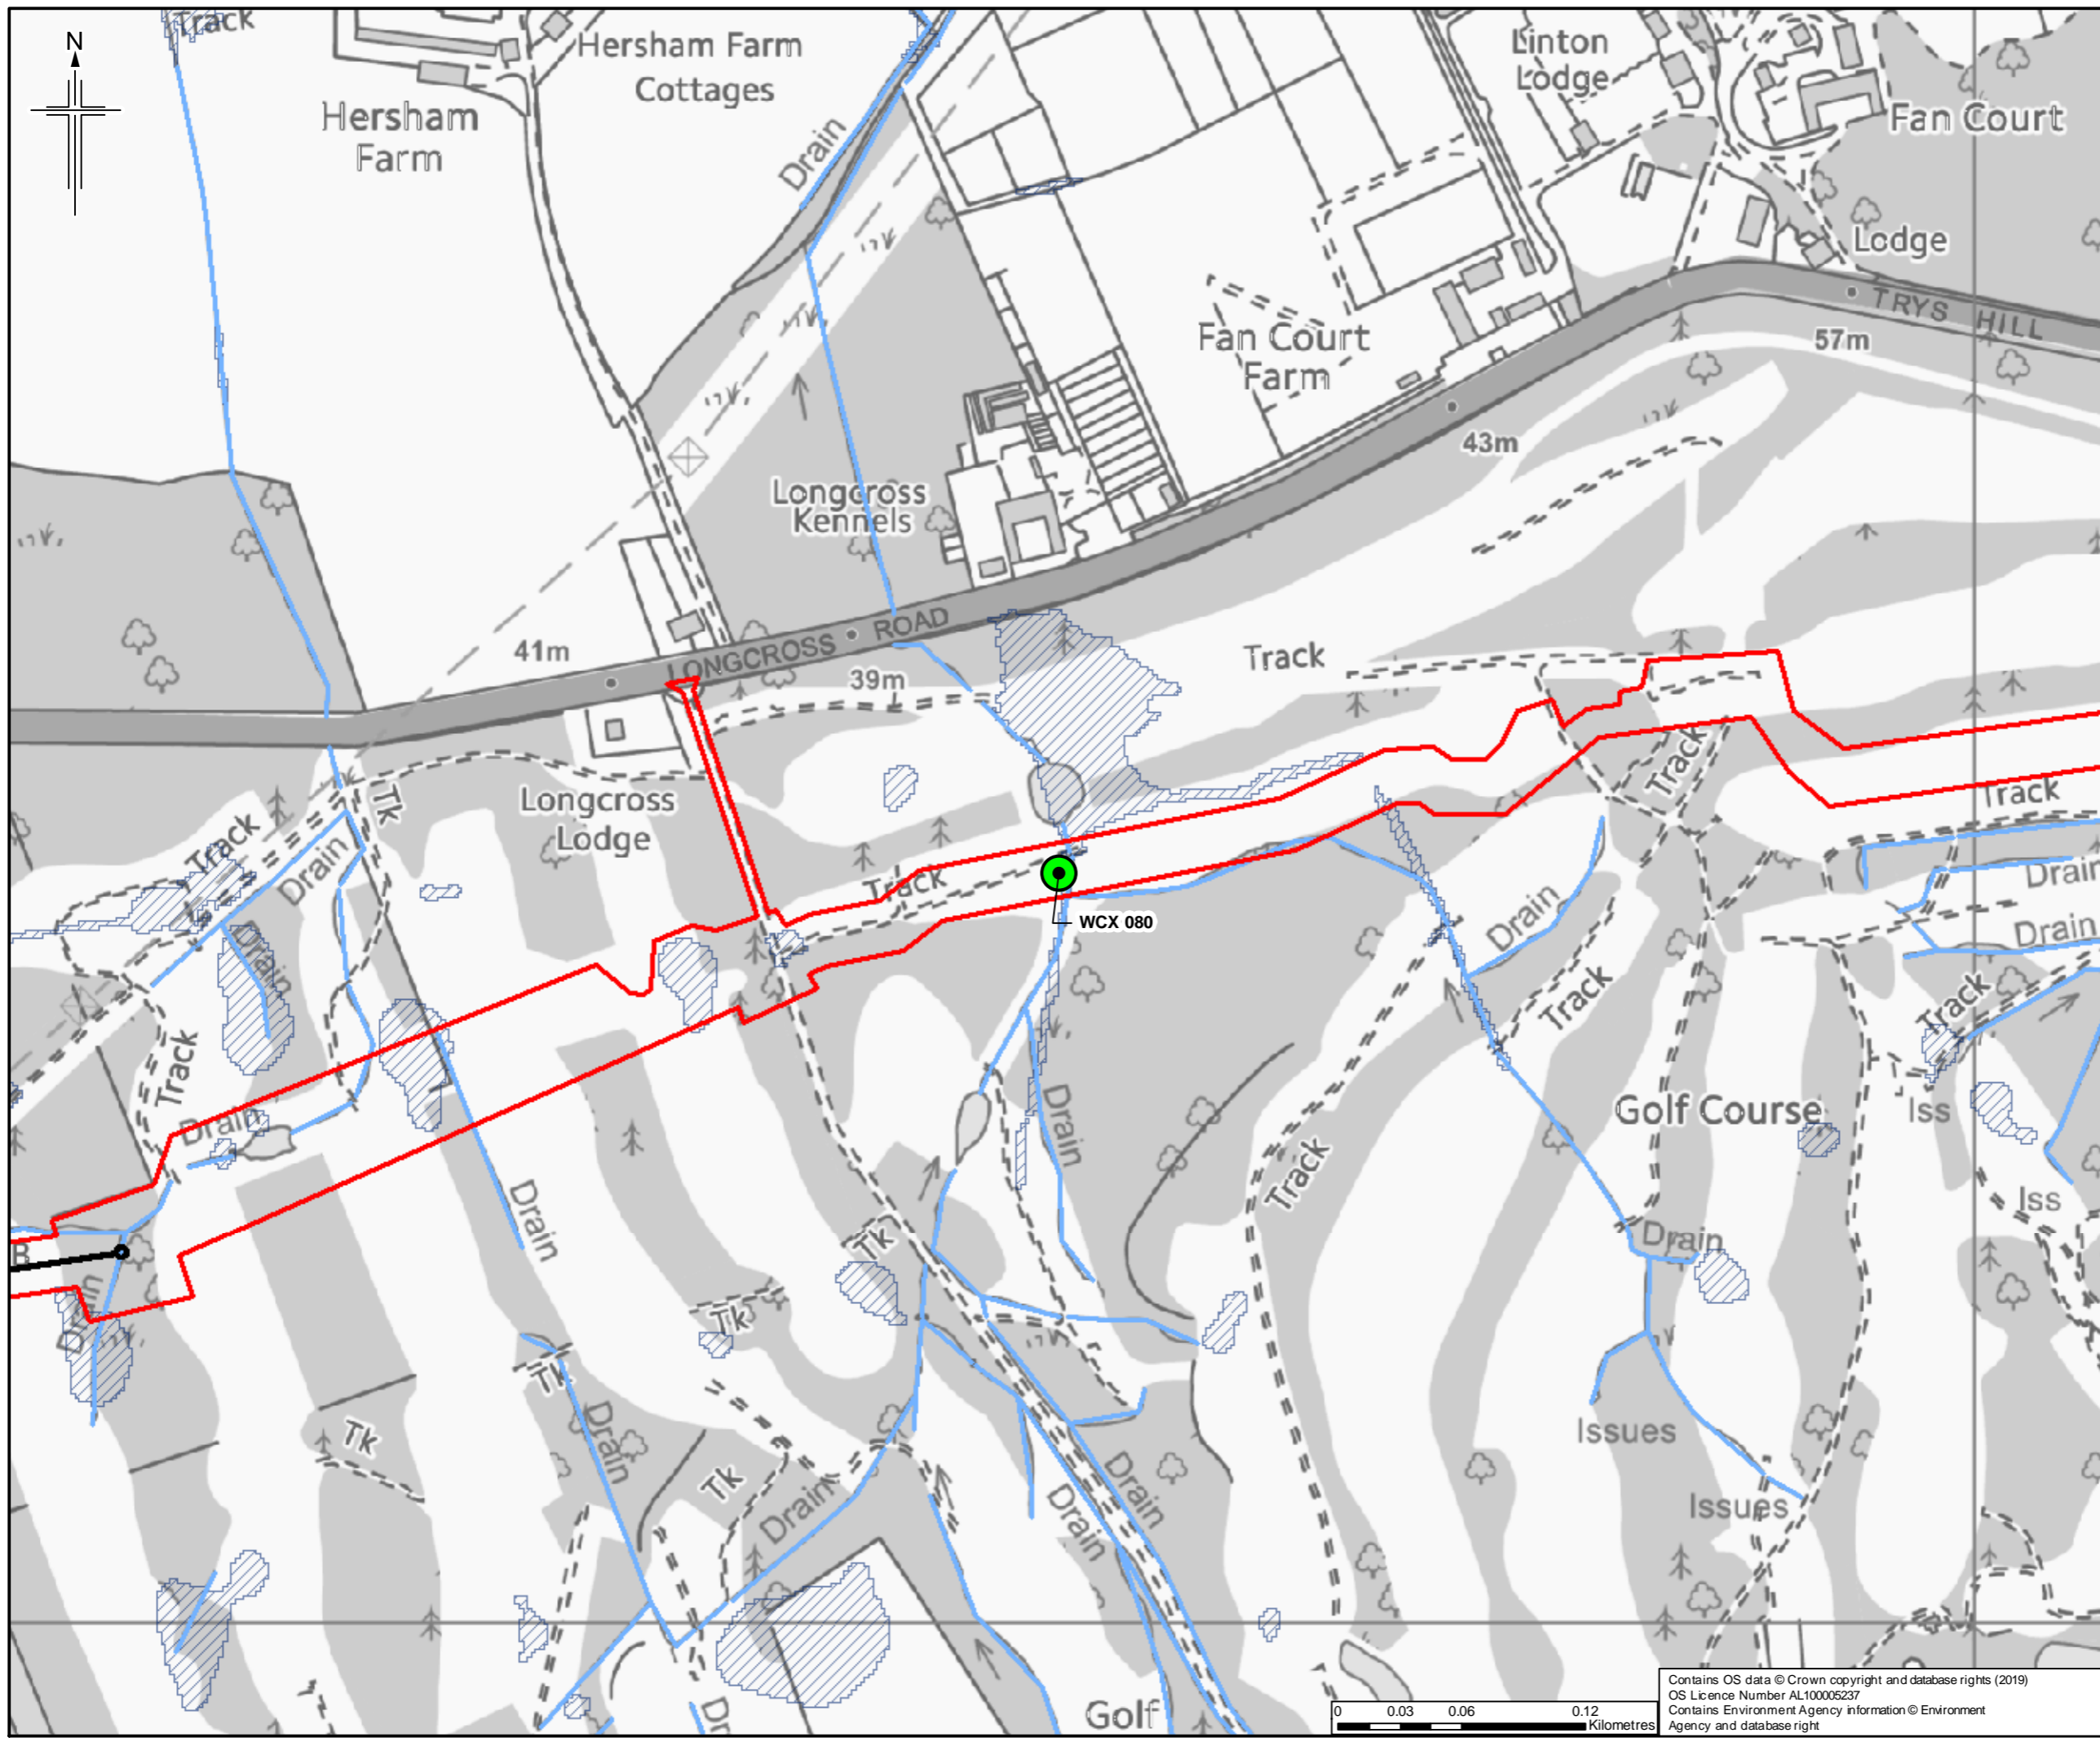 Track
N
Hersham Farm
Cottages
Linton
Lodge
Hersham
Farm
Fan Court
Drain
Lodge
TRYS HILL
57m
Fan Court
Farm
43m
Longcross
Kennels
LONGCROSS ROAD
41m
39m
Track
Track
Track
Tk
Longcross
Lodge
Track
Drain
Track
Drain
Drain
WCX 080
Drain
Drain
Track
Track
Track
Drain
Drain
Golf Course
Iss
Track
Drain
Iss
Drain
Tk
B
Drain
Tk
Tk
Tk
Drain
Issues
Tk
Drain
Drain
Drain
Issues
Dr
Golf
0 0.03 0.06 0.12
Kilometres
Contains OS data © Crown copyright and database rights (2019)
OS Licence Number AL100005237
Contains Environment Agency information © Environment
Agency and database right